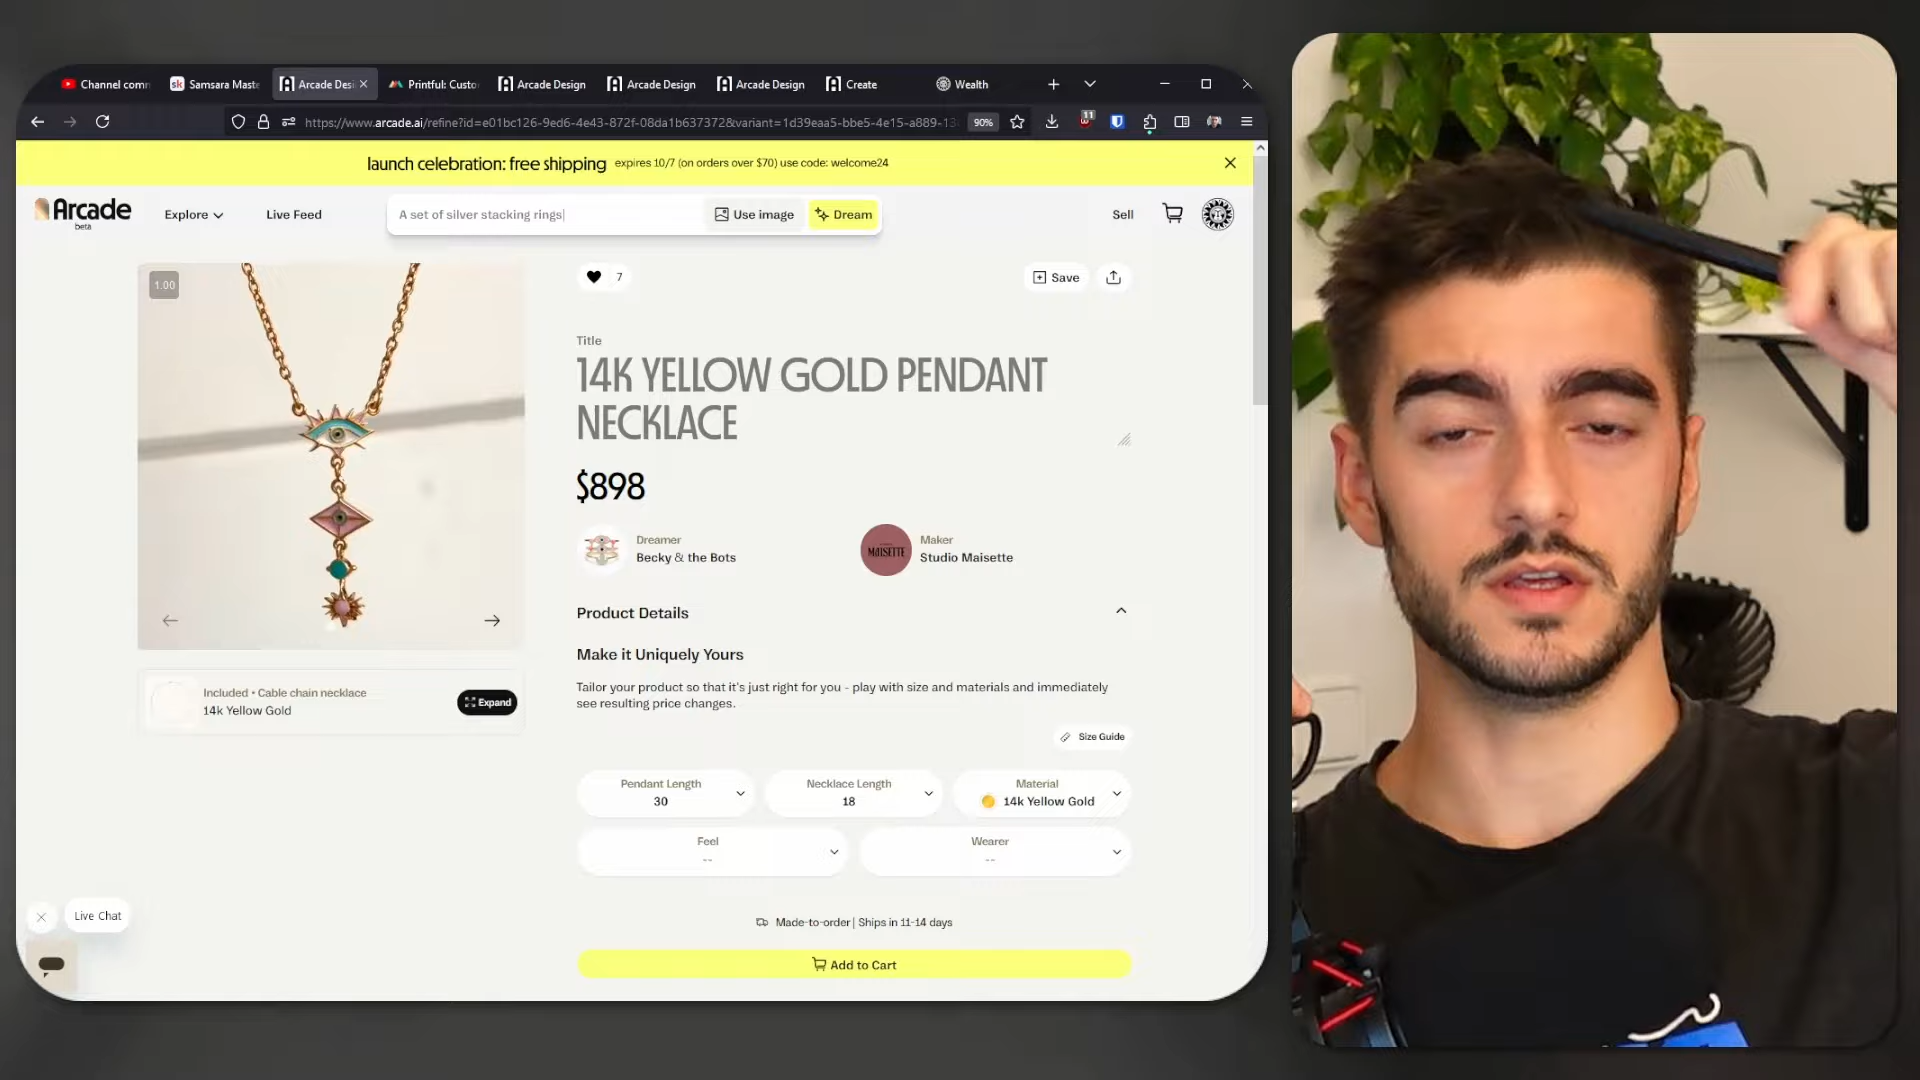 Channel comm
Samsara Maste
Arcade Desi
Printful: Custo
Arcade Design
Arcade Design
Arcade Design
Create
Wealth
https://www.arcade.ai/refine?id=e01bc126-9ed6-4e43-872f-08da1b637372&variant=1d39eaa5-bbe5-4e15-a889-13
90%
11
launch celebration: free shipping expires 10/7 (on orders over $70) use code: welcome24
Arcade
beta
Explore
Live Feed
A set of silver stacking rings
Use image
Dream
Sell
1.00
7
Save
Title
14K YELLOW GOLD PENDANT
NECKLACE
$898
Dreamer
Becky & the Bots
MAISETTE
Maker
Studio Maisette
Product Details
Make it Uniquely Yours
Tailor your product so that it's just right for you - play with size and materials and immediately
see resulting price changes.
Included • Cable chain necklace
14k Yellow Gold
Expand
Size Guide
Pendant Length
30
Necklace Length
18
Material
14k Yellow Gold
Feel
--
Wearer
--
Made-to-order | Ships in 11-14 days
Add to Cart
Live Chat